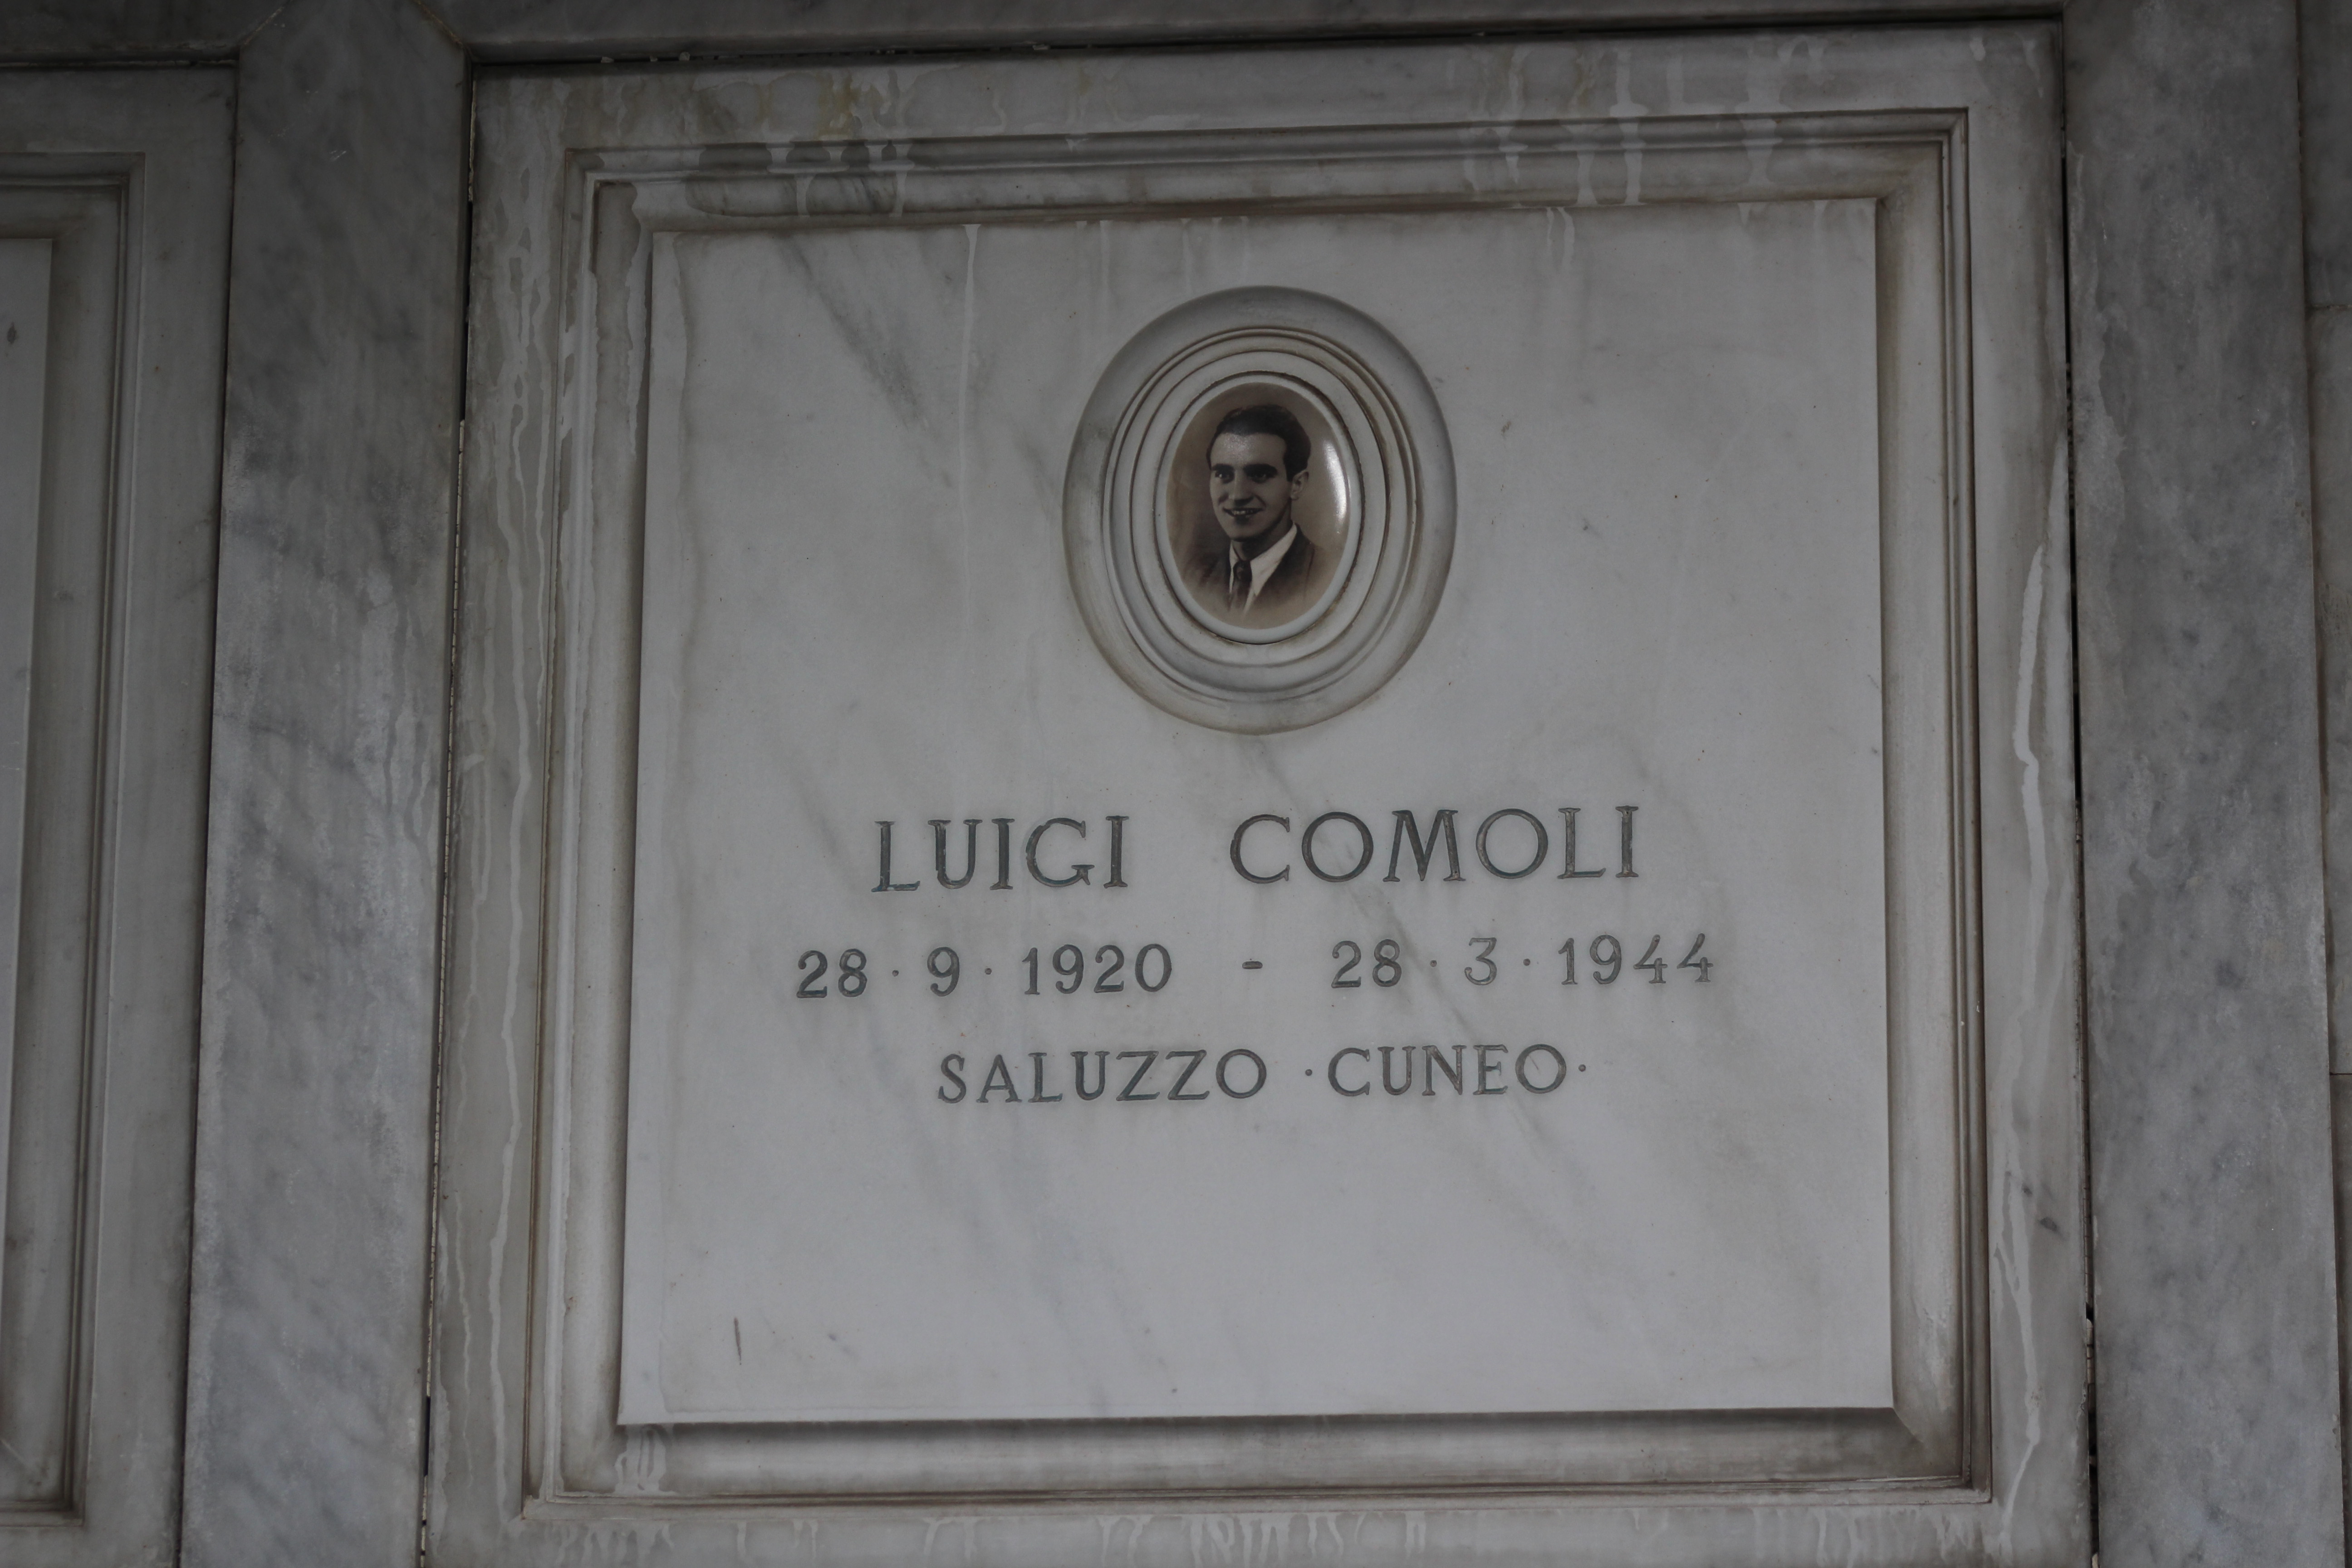 LUIGI COMOLI
28·9·1920 - 28·3·1944
SALUZZO ·CUNEO·